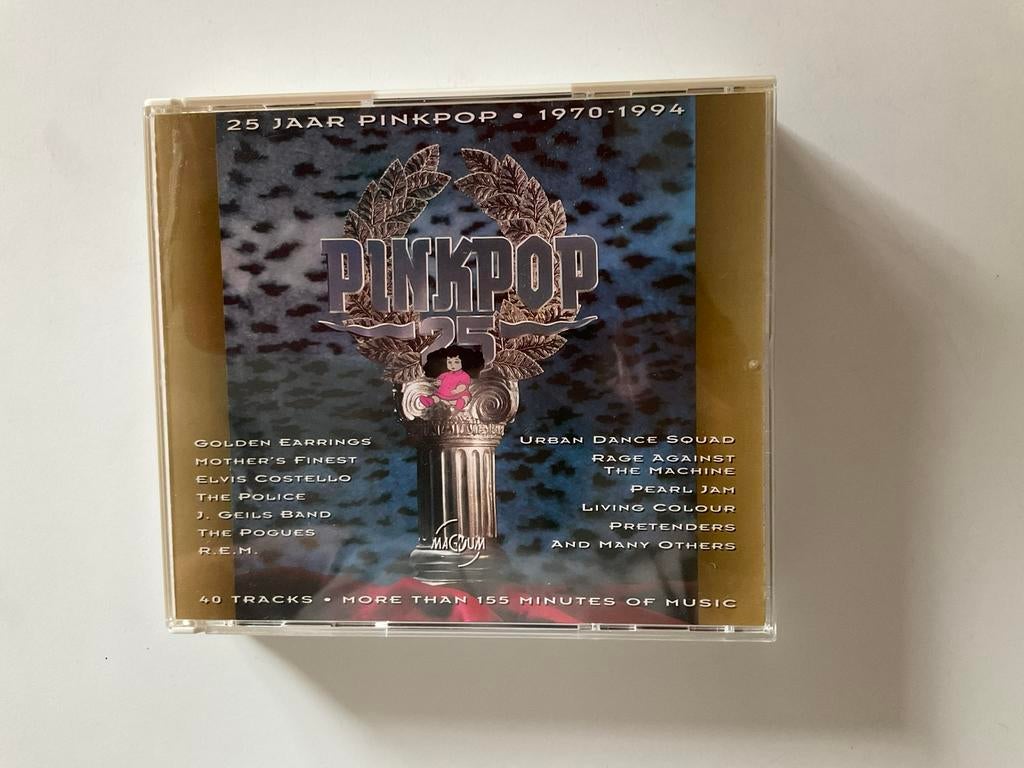 25 JAAR PINKPOP • 1970-1994
PINKPOP
25
GOLDEN EARRINGS
MOTHER'S FINEST
ELVIS COSTELLO
THE POLICE
J. GEILS BAND
THE POGUES
R.E.M.
URBAN DANCE SQUAD
RAGE AGAINST
THE MACHINE
PEARL JAM
LIVING COLOUR
PRETENDERS
AND MANY OTHERS
MAGNUM
40 TRACKS • MORE THAN 155 MINUTES OF MUSIC